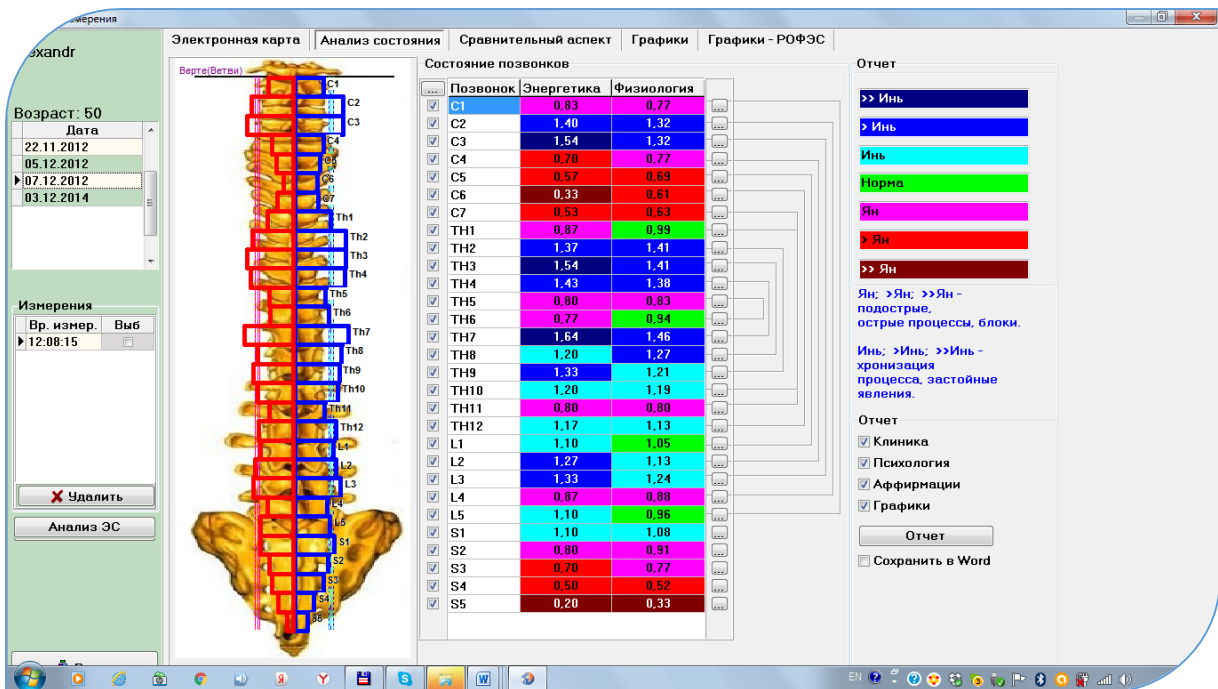 мерения
exandr
Возраст: 50
Дата
22.11.2012
05.12.2012
07.12.2012
03.12.2014
Измерения
Вр. измер. Выб
12:08:15
Удалить
Анализ ЭС
Электронная карта Анализ состояния Сравнительный аспект Графики Графики - РОФЭС
Верте(Ветви)
C1
C2
C3
C4
C5
C6
C7
Th1
Th2
Th3
Th4
Th5
Th6
Th7
Th8
Th9
Th10
Th11
Th12
L1
L2
L3
L4
L5
S1
S2
S3
S4
S5
Состояние позвонков
... Позвонок Энергетика Физиология
C1 0,83 0,77 ...
C2 1,40 1,32 ...
C3 1,54 1,32 ...
C4 0,70 0,77 ...
C5 0,57 0,69 ...
C6 0,33 0,61 ...
C7 0,53 0,63 ...
TH1 0,87 0,99 ...
TH2 1,37 1,41 ...
TH3 1,54 1,41 ...
TH4 1,43 1,38 ...
TH5 0,80 0,83 ...
TH6 0,77 0,94 ...
TH7 1,64 1,46 ...
TH8 1,20 1,27 ...
TH9 1,33 1,21 ...
TH10 1,20 1,19 ...
TH11 0,80 0,80 ...
TH12 1,17 1,13 ...
L1 1,10 1,05 ...
L2 1,27 1,13 ...
L3 1,33 1,24 ...
L4 0,87 0,88 ...
L5 1,10 0,96 ...
S1 1,10 1,08 ...
S2 0,80 0,91 ...
S3 0,70 0,77 ...
S4 0,50 0,52 ...
S5 0,20 0,33 ...
Отчет
>> Инь
> Инь
Инь
Норма
Ян
> Ян
>> Ян
Ян; >Ян; >>Ян -
подострые,
острые процессы, блоки.
Инь; >Инь; >>Инь -
хронизация
процесса, застойные
явления.
Отчет
Клиника
Психология
Аффирмации
Графики
Отчет
Сохранить в Word
EN